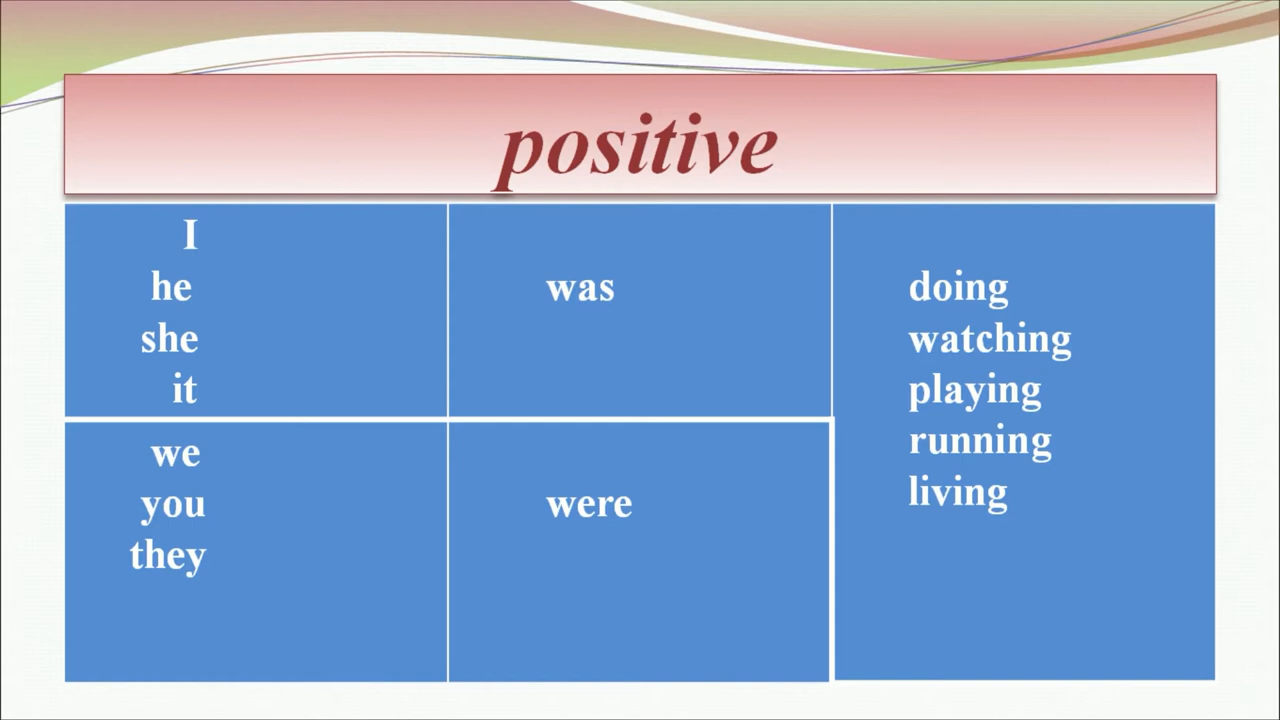 positive
I
he
she
it
was
doing
watching
playing
running
living
we
you
they
were